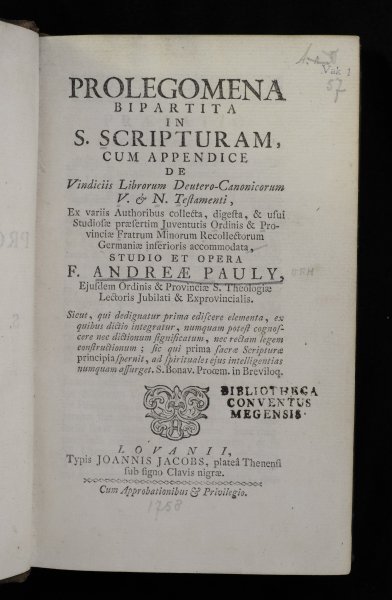 Vak 1
57
PROLEGOMENA
BIPARTITA
IN
S. SCRIPTURAM,
CUM APPENDICE
DE
Vindiciis Librorum Deutero-Canonicorum
V. & N. Testamenti,
Ex variis Authoribus collecta, digesta, & usui
Studiosæ præsertim Juventutis Ordinis & Pro-
vinciæ Fratrum Minorum Recollectorum
Germaniæ inferioris accommodata,
STUDIO ET OPERA
F. ANDREÆ PAULY,
Ejusdem Ordinis & Provinciæ S. Theologiæ
Lectoris Jubilati & Exprovincialis.
Sicut, qui dedignatur prima ediscere elementa, ex
quibus dictio integratur, numquam potest cognos-
cere nec dictionum significatum, nec rectam legem
constructionum ; sic qui prima sacræ Scripturæ
principia spernit, ad spirituales ejus intelligentias
numquam assurget. S. Bonav. Proœm. in Breviloq.
BIBLIOTHECA
CONVENTUS
MEGENSIS
LOVANII,
Typis JOANNIS JACOBS, plateâ Thenensi
sub signo Clavis nigræ.
Cum Approbationibus & Privilegio.
1758